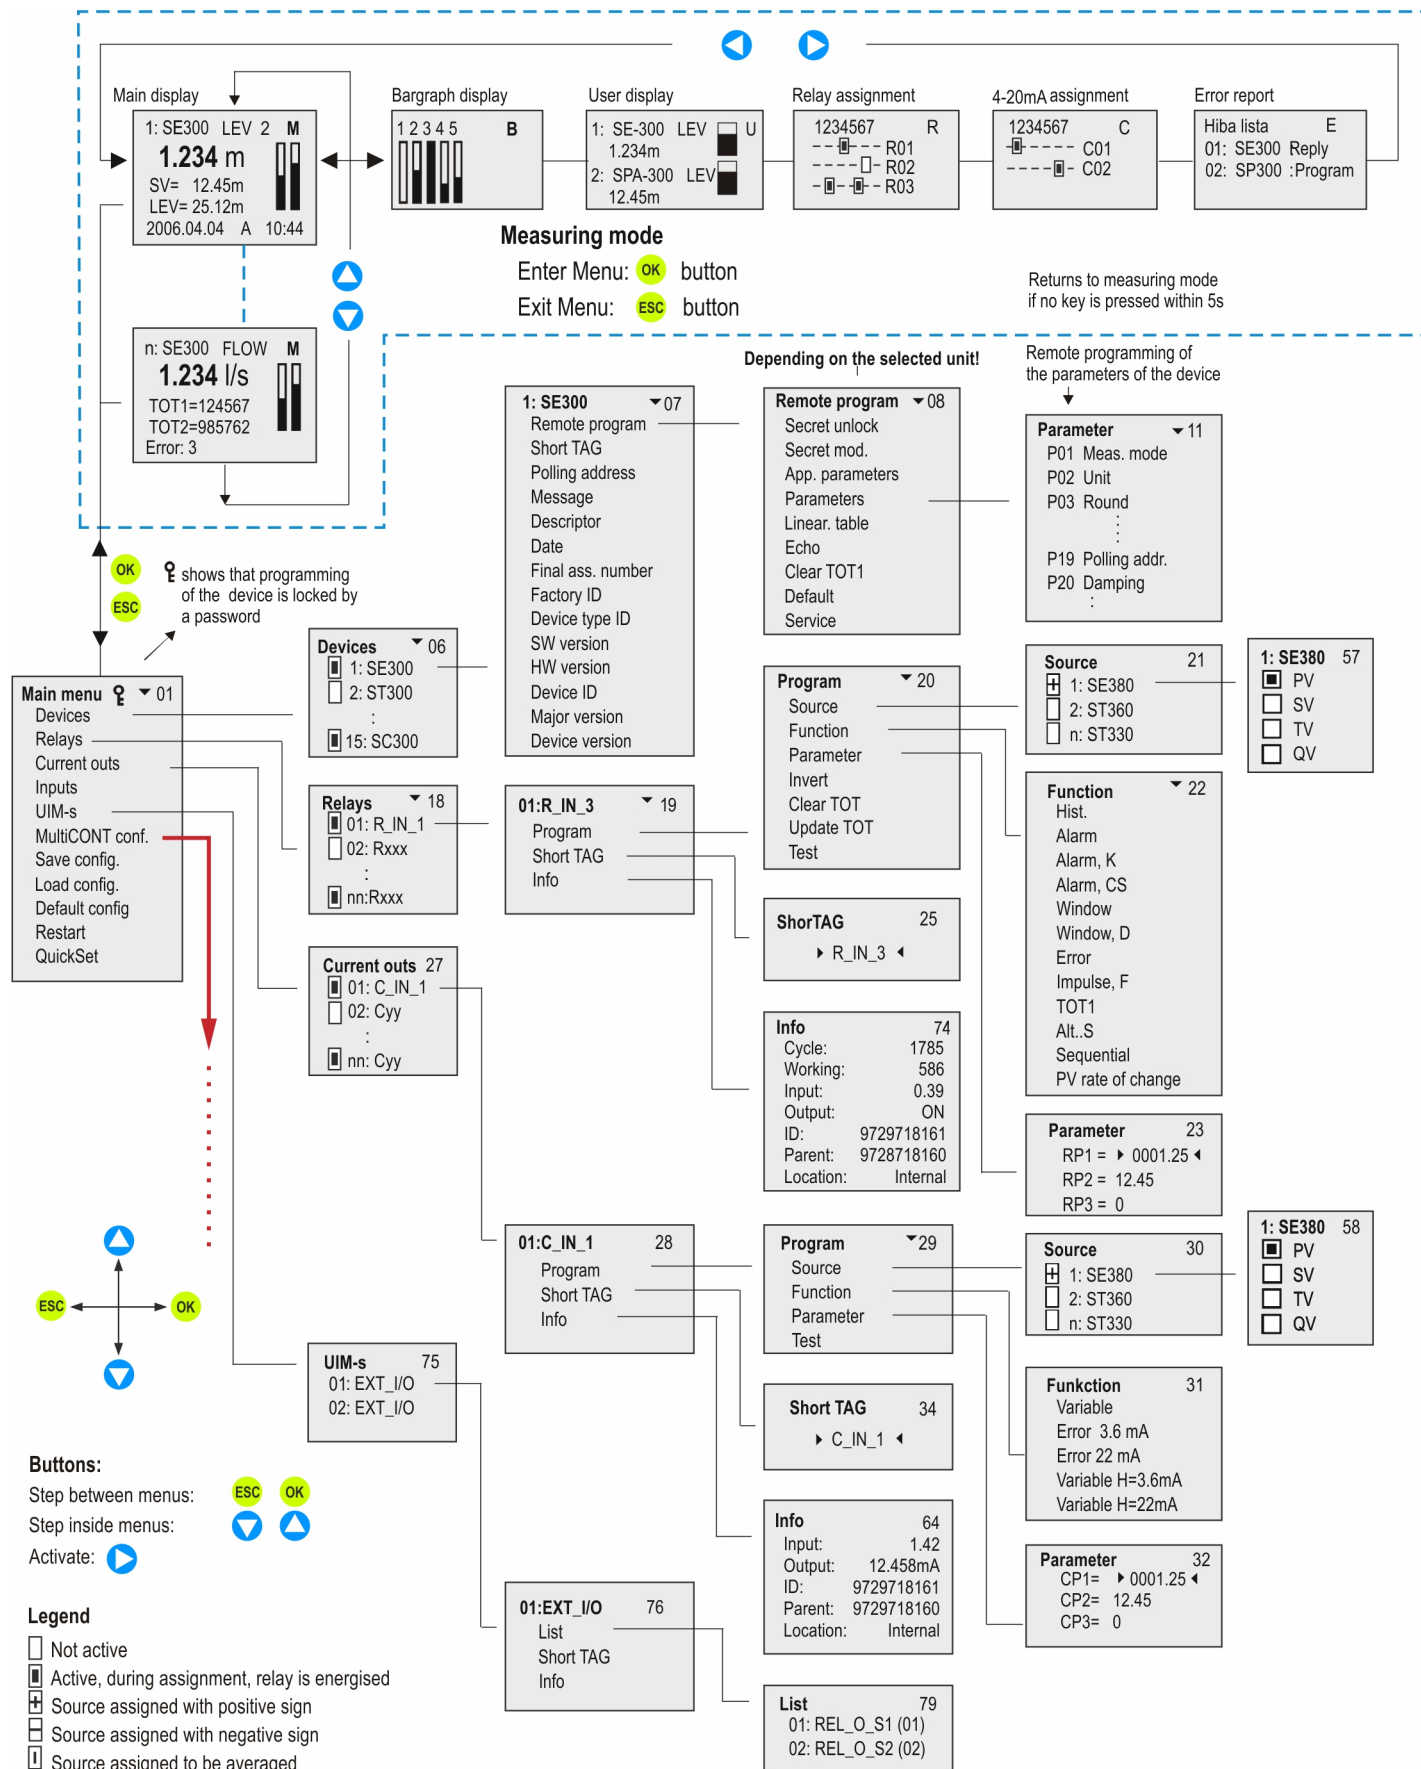 Main display
1: SE300 LEV 2 M
1.234 m
SV= 12.45m
LEV= 25.12m
2006.04.04 A 10:44
Bargraph display
1 2 3 4 5 B
User display
1: SE-300 LEV U
1.234m
2: SPA-300 LEV
12.45m
Relay assignment
1234567 R
R01
R02
R03
4-20mA assignment
1234567 C
C01
C02
Error report
Hiba lista E
01: SE300 :Reply
02: SP300 :Program
Measuring mode
Enter Menu: OK button
Exit Menu: ESC button
Returns to measuring mode
if no key is pressed within 5s
n: SE300 FLOW M
1.234 l/s
TOT1=124567
TOT2=985762
Error: 3
OK
ESC
shows that programming
of the device is locked by
a password
Main menu 01
Devices
Relays
Current outs
Inputs
UIM-s
MultiCONT conf.
Save config.
Load config.
Default config
Restart
QuickSet
Devices 06
1: SE300
2: ST300
:
15: SC300
Relays 18
01: R_IN_1
02: Rxxx
:
nn:Rxxx
Current outs 27
01: C_IN_1
02: Cyy
:
nn: Cyy
UIM-s 75
01: EXT_I/O
02: EXT_I/O
1: SE300 07
Remote program
Short TAG
Polling address
Message
Descriptor
Date
Final ass. number
Factory ID
Device type ID
SW version
HW version
Device ID
Major version
Device version
01:R_IN_3 19
Program
Short TAG
Info
01:C_IN_1 28
Program
Short TAG
Info
01:EXT_I/O 76
List
Short TAG
Info
Depending on the selected unit!
Remote program 08
Secret unlock
Secret mod.
App. parameters
Parameters
Linear. table
Echo
Clear TOT1
Default
Service
Program 20
Source
Function
Parameter
Invert
Clear TOT
Update TOT
Test
ShorTAG 25
R_IN_3
Info 74
Cycle: 1785
Working: 586
Input: 0.39
Output: ON
ID: 9729718161
Parent: 9728718160
Location: Internal
Program 29
Source
Function
Parameter
Test
Short TAG 34
C_IN_1
Info 64
Input: 1.42
Output: 12.458mA
ID: 9729718161
Parent: 9729718160
Location: Internal
List 79
01: REL_O_S1 (01)
02: REL_O_S2 (02)
Remote programming of
the parameters of the device
Parameter 11
P01 Meas. mode
P02 Unit
P03 Round
:
:
P19 Polling addr.
P20 Damping
:
Source 21
1: SE380
2: ST360
n: ST330
1: SE380 57
PV
SV
TV
QV
Function 22
Hist.
Alarm
Alarm, K
Alarm, CS
Window
Window, D
Error
Impulse, F
TOT1
Alt..S
Sequential
PV rate of change
Parameter 23
RP1 = 0001.25
RP2 = 12.45
RP3 = 0
Source 30
1: SE380
2: ST360
n: ST330
1: SE380 58
PV
SV
TV
QV
Funkction 31
Variable
Error 3.6 mA
Error 22 mA
Variable H=3.6mA
Variable H=22mA
Parameter 32
CP1= 0001.25
CP2= 12.45
CP3= 0
ESC OK
Buttons:
Step between menus: ESC OK
Step inside menus:
Activate:
Legend
Not active
Active, during assignment, relay is energised
Source assigned with positive sign
Source assigned with negative sign
Source assigned to be averaged